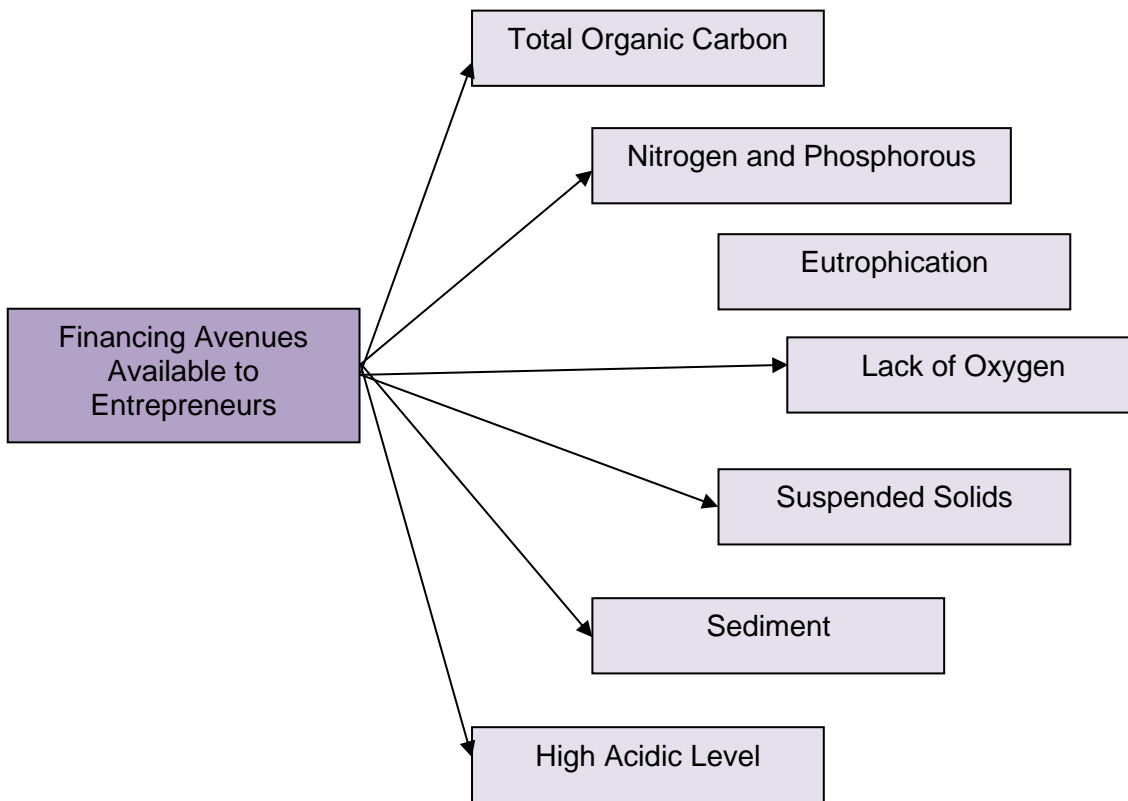 Total Organic Carbon
Nitrogen and Phosphorous
Eutrophication
Financing Avenues
Available to
Entrepreneurs
Lack of Oxygen
Suspended Solids
Sediment
High Acidic Level